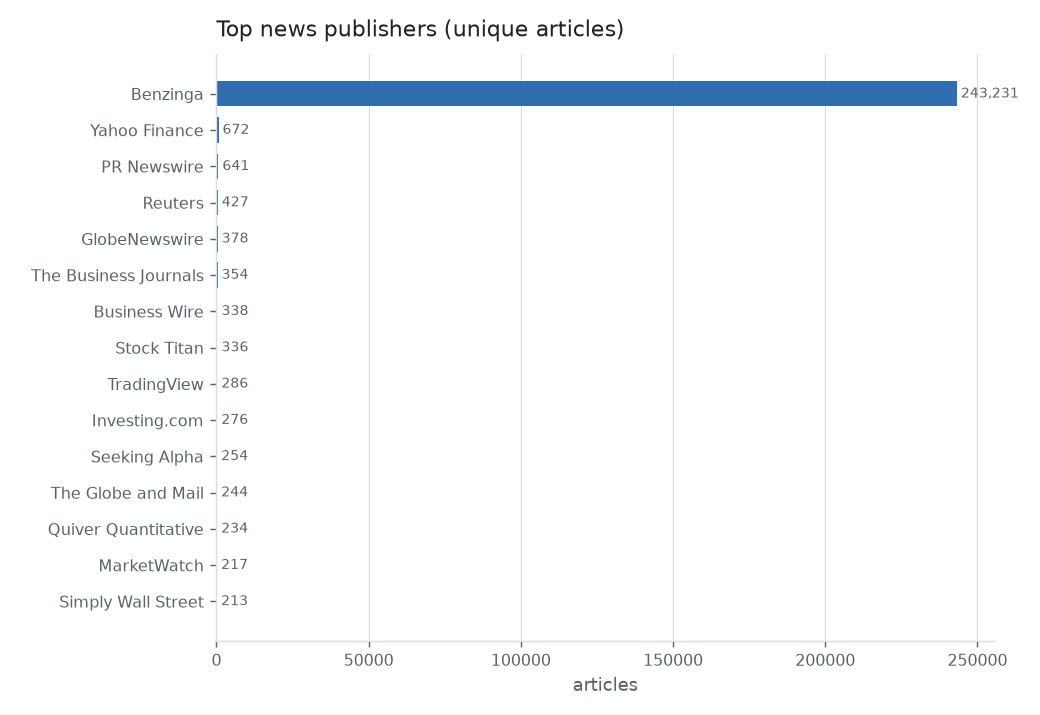 Top news publishers (unique articles)
Benzinga 243,231
Yahoo Finance 672
PR Newswire 641
Reuters 427
GlobeNewswire 378
The Business Journals 354
Business Wire 338
Stock Titan 336
TradingView 286
Investing.com 276
Seeking Alpha 254
The Globe and Mail 244
Quiver Quantitative 234
MarketWatch 217
Simply Wall Street 213
0 50000 100000 150000 200000 250000
articles